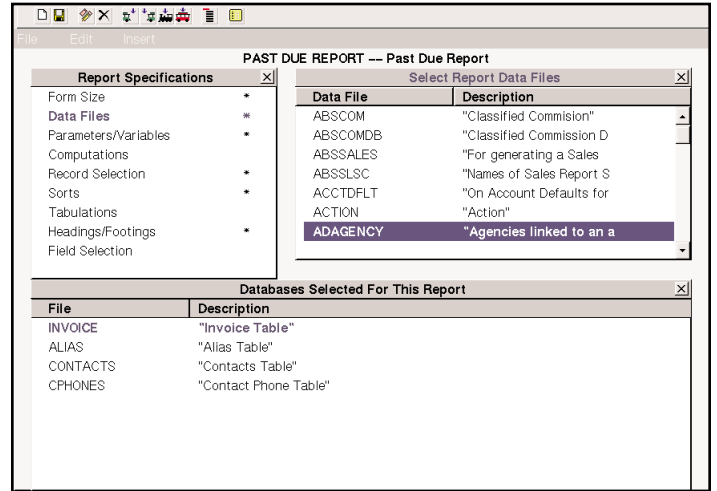 File Edit Insert
PAST DUE REPORT -- Past Due Report
Report Specifications
Form Size *
Data Files *
Parameters/Variables *
Computations
Record Selection *
Sorts *
Tabulations
Headings/Footings *
Field Selection
Select Report Data Files
Data File Description
ABSCOM "Classified Commision"
ABSCOMDB "Classified Commission D
ABSSALES "For generating a Sales
ABSSLSC "Names of Sales Report S
ACCTDFLT "On Account Defaults for
ACTION "Action"
ADAGENCY "Agencies linked to an a
Databases Selected For This Report
File Description
INVOICE "Invoice Table"
ALIAS "Alias Table"
CONTACTS "Contacts Table"
CPHONES "Contact Phone Table"